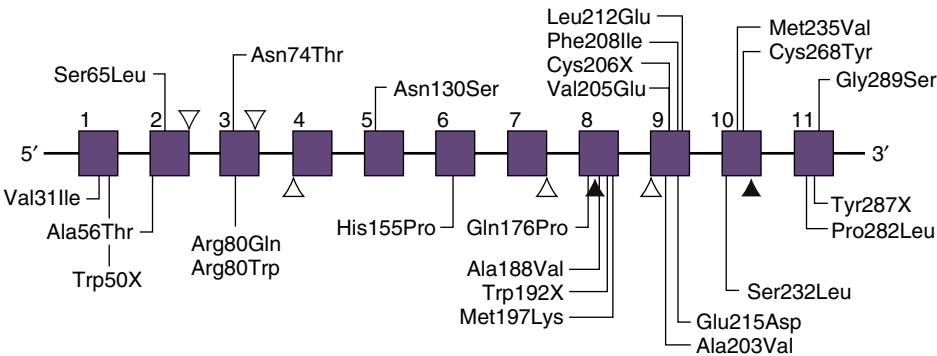 Leu212Glu
Phe208Ile
Cys206X
Val205Glu
Met235Val
Cys268Tyr
Asn74Thr
Ser65Leu
Asn130Ser
Gly289Ser
1 2 3 4 5 6 7 8 9 10 11
5′ 3′
Val31Ile
Ala56Thr
Trp50X
Arg80Gln
Arg80Trp
His155Pro
Gln176Pro
Ala188Val
Trp192X
Met197Lys
Tyr287X
Pro282Leu
Ser232Leu
Glu215Asp
Ala203Val